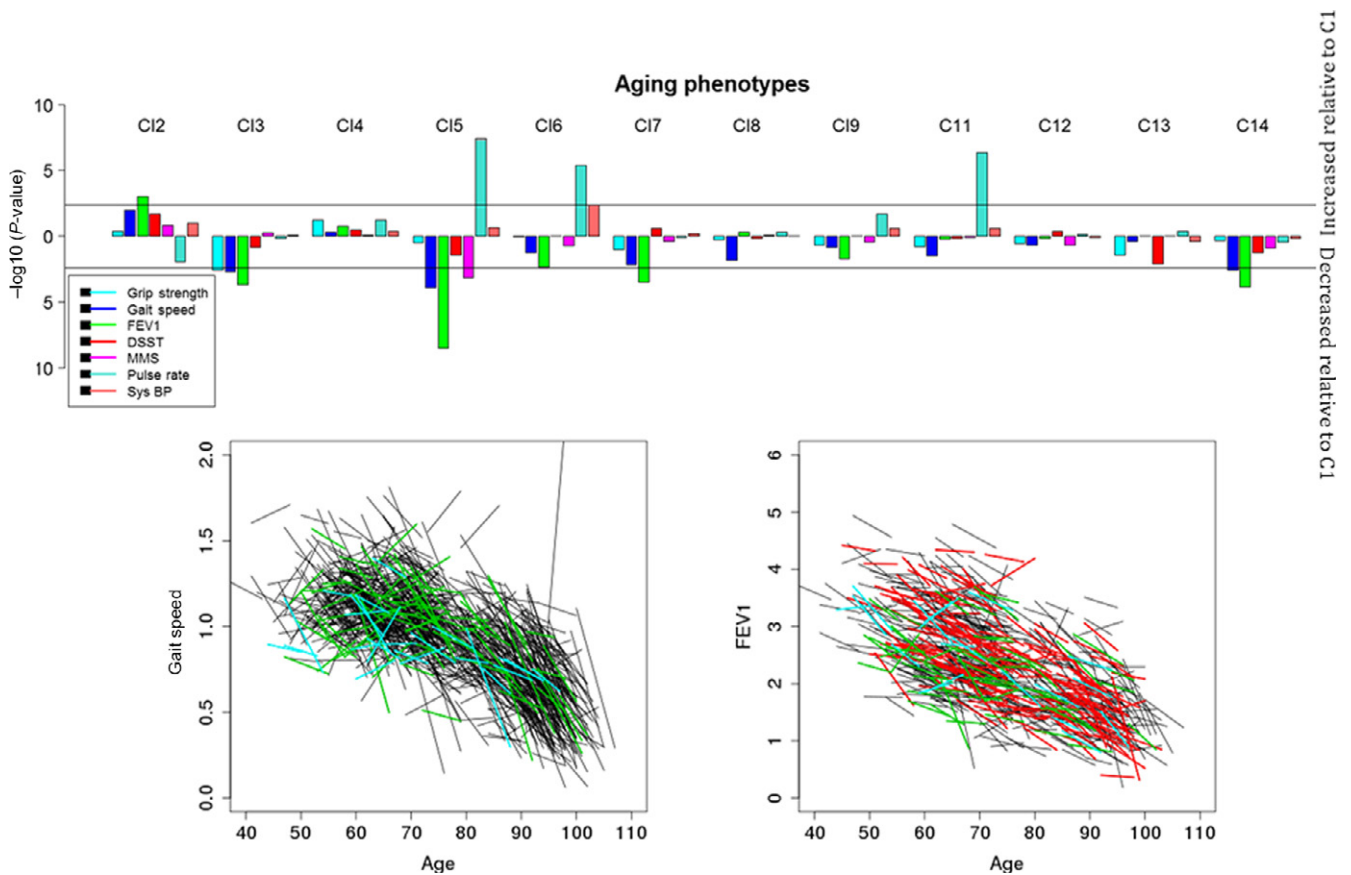 Aging phenotypes
10
5
0
5
10
–log10 (P-value)
Cl2 Cl3 Cl4 Cl5 Cl6 Cl7 Cl8 Cl9 C11 C12 C13 C14
Grip strength
Gait speed
FEV1
DSST
MMS
Pulse rate
Sys BP
Increased relative to C1
Decreased relative to C1
2.0
1.5
1.0
0.5
0.0
Gait speed
40 50 60 70 80 90 100 110
Age
6
5
4
3
2
1
0
FEV1
40 50 60 70 80 90 100 110
Age